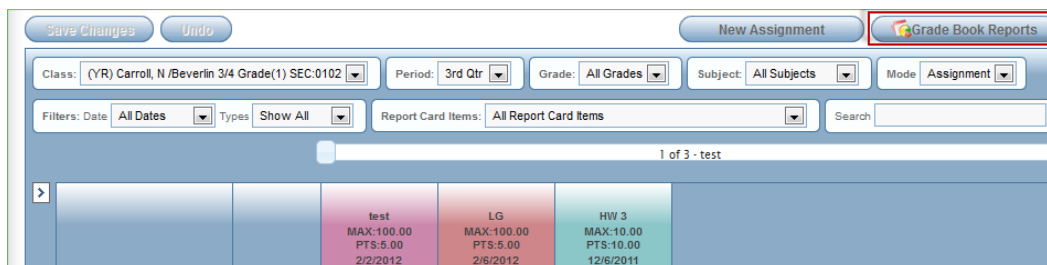 Save Changes Undo New Assignment Grade Book Reports
Class: (YR) Carroll, N /Beverlin 3/4 Grade(1) SEC:0102 Period: 3rd Qtr Grade: All Grades Subject: All Subjects Mode Assignment
Filters: Date All Dates Types Show All Report Card Items: All Report Card Items Search
1 of 3 - test
test LG HW 3
MAX:100.00 MAX:100.00 MAX:10.00
PTS:5.00 PTS:5.00 PTS:10.00
2/2/2012 2/6/2012 12/6/2011